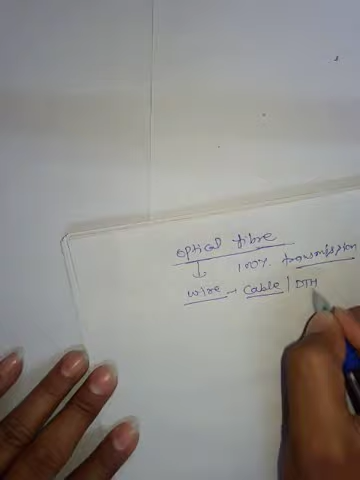 optical fibre
↓ 100% transmission
wire → Cable | DTH